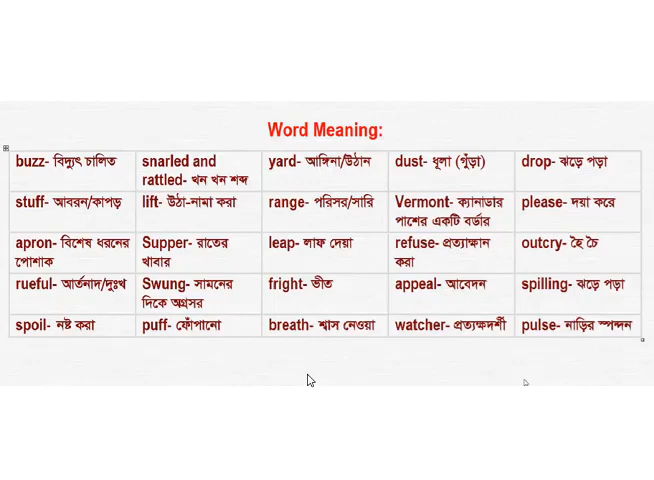 Word Meaning:
buzz- বিদ্যুৎ চালিত
snarled and
rattled- খন খন শব্দ
yard- আঙ্গিনা/উঠান
dust- ধূলা (গুঁড়া)
drop- ঝড়ে পড়া
stuff- আবরন/কাপড়
lift- উঠা-নামা করা
range- পরিসর/সারি
Vermont- ক্যানাডার
পাশের একটি বর্ডার
please- দয়া করে
apron- বিশেষ ধরনের
পোশাক
Supper- রাতের
খাবার
leap- লাফ দেয়া
refuse- প্রত্যাক্ষান
করা
outcry- হৈ চৈ
rueful- আর্তনাদ/দুঃখ
Swung- সামনের
দিকে অগ্রসর
fright- ভীত
appeal- আবেদন
spilling- ঝড়ে পড়া
spoil- নষ্ট করা
puff- ফোঁপানো
breath- শ্বাস নেওয়া
watcher- প্রত্যক্ষদর্শী
pulse- নাড়ির স্পন্দন